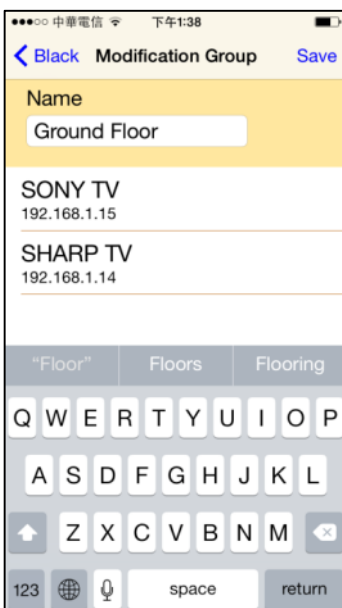 中華電信 下午1:38
Black Modification Group Save
Name
Ground Floor
SONY TV
192.168.1.15
SHARP TV
192.168.1.14
“Floor” Floors Flooring
Q W E R T Y U I O P
A S D F G H J K L
Z X C V B N M
123 space return